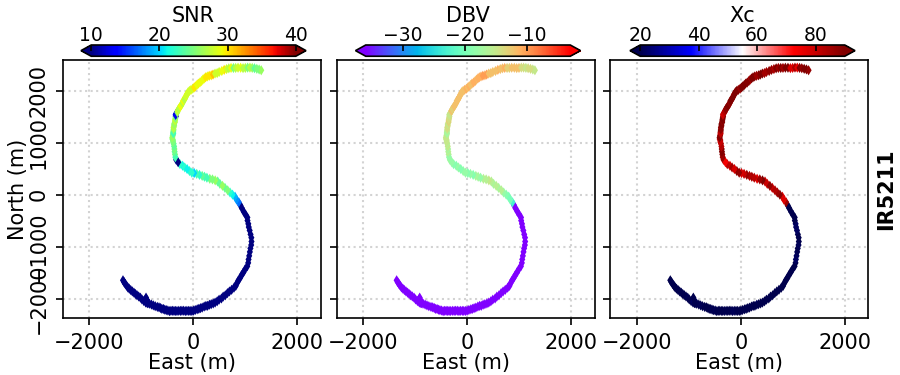 SNR DBV Xc
10 20 30 40 −30 −20 −10 20 40 60 80
2000
1000
0
−1000
−2000
North (m)
−2000 0 2000 −2000 0 2000 −2000 0 2000
East (m) East (m) East (m)
IR5211